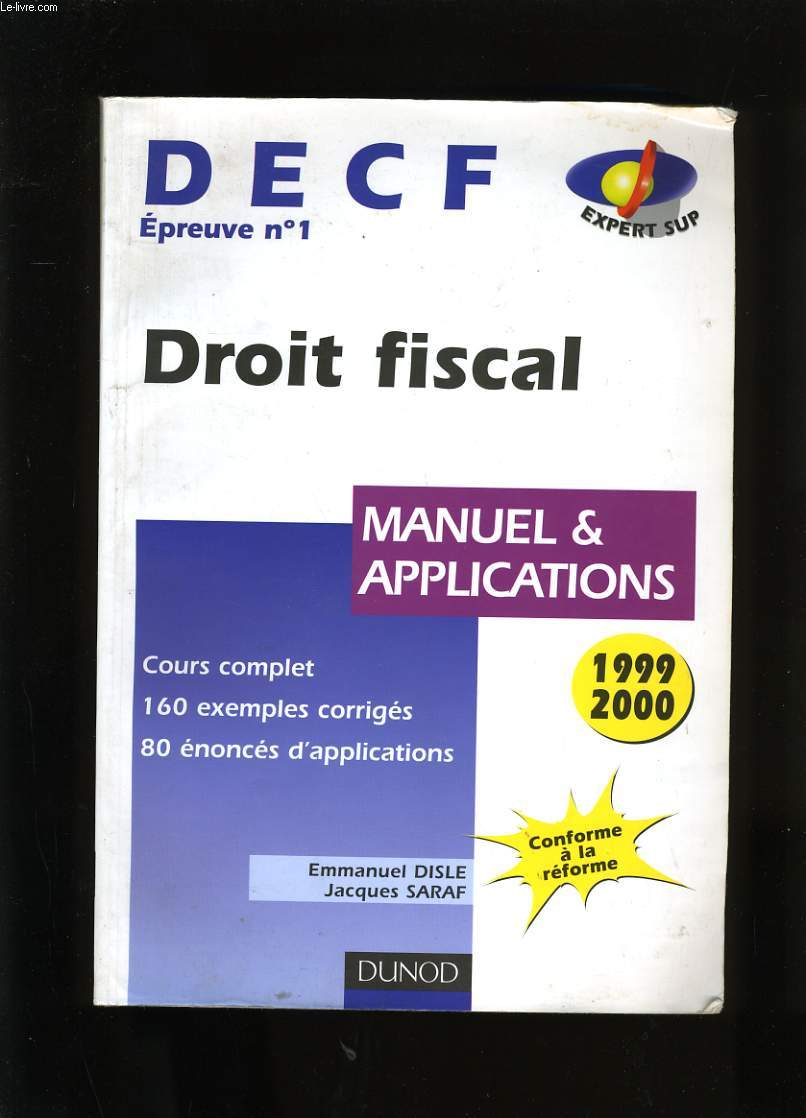 Le-livre.com
DECF
Épreuve n°1
EXPERT SUP
Droit fiscal
MANUEL &
APPLICATIONS
Cours complet
160 exemples corrigés
80 énoncés d'applications
1999
2000
Conforme
à la
réforme
Emmanuel DISLE
Jacques SARAF
DUNOD